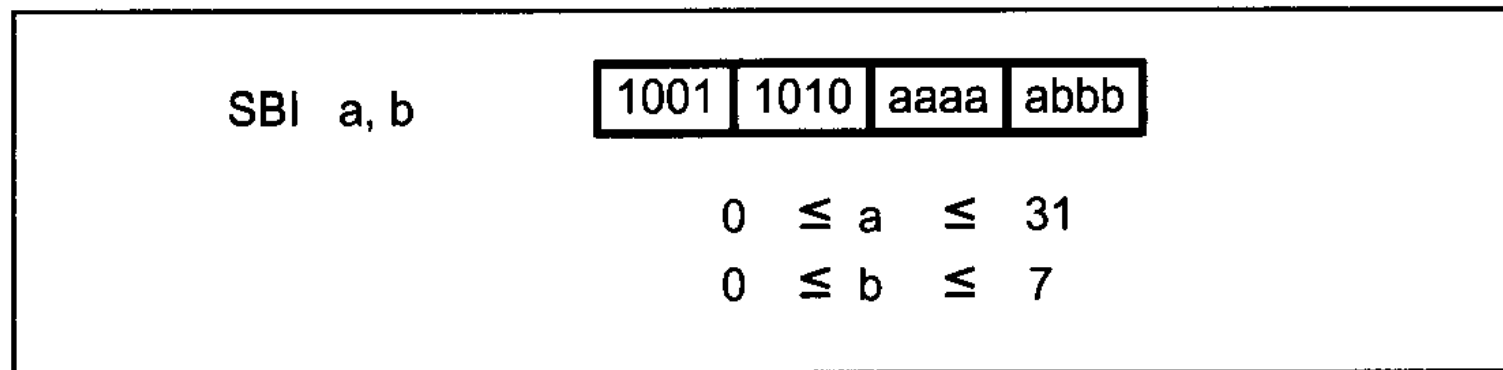 SBI a, b 1001 1010 aaaa abbb
0 ≤ a ≤ 31
0 ≤ b ≤ 7